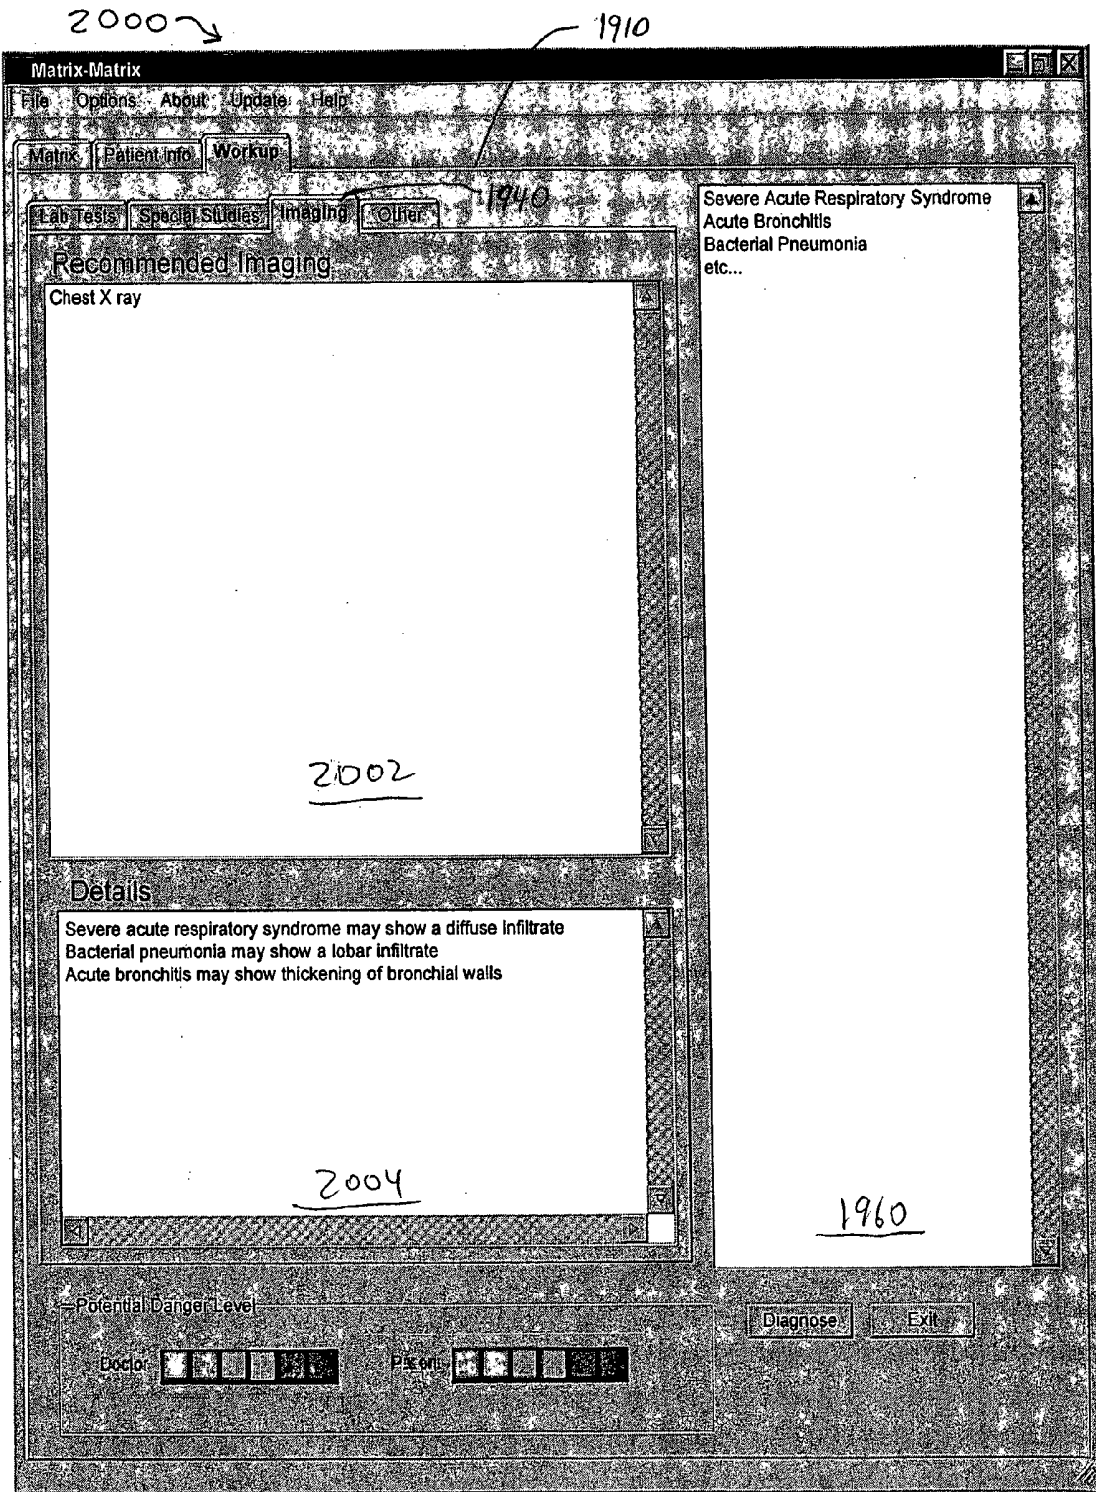 2000
1910
Matrix-Matrix
File Options About Update Help
Matrix Patient Info Workup
1940
Lab Tests Special Studies Imaging Other
Recommended Imaging
Chest X ray
2002
Details
Severe acute respiratory syndrome may show a diffuse infiltrate
Bacterial pneumonia may show a lobar infiltrate
Acute bronchitis may show thickening of bronchial walls
2004
Severe Acute Respiratory Syndrome
Acute Bronchitis
Bacterial Pneumonia
etc...
1960
Potential Danger Level
Doctor
Diagnose Exit